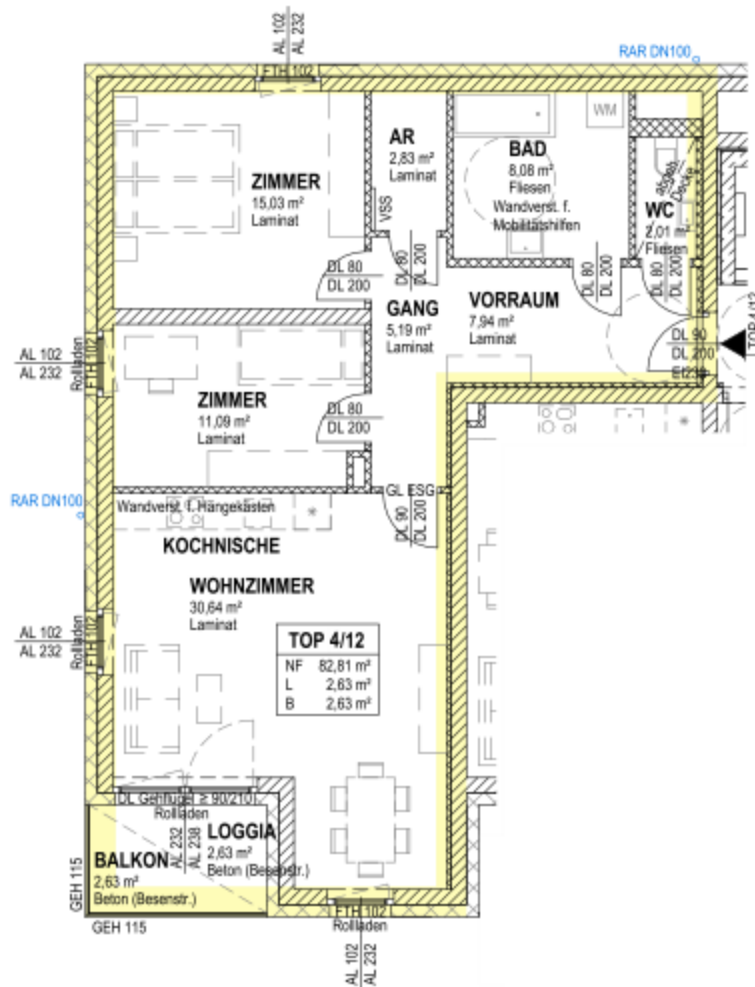 AL 102
AL 232
RAR DN100
FTH 102
ZIMMER
15,03 m²
Laminat
AR
2,83 m²
Laminat
VSS
BAD
8,08 m²
Fliesen
Wandverst. f.
Mobilitätshilfen
WM
abgeh.
Decke
WC
2,01 m²
Fliesen
DL 80
DL 200
DL 80
DL 200
DL 80
DL 200
DL 80
DL 200
GANG
5,19 m²
Laminat
VORRAUM
7,94 m²
Laminat
DL 90
DL 200
EI230
TOP 4/12
AL 102
AL 232
Rollladen
FTH 102
ZIMMER
11,09 m²
Laminat
DL 80
DL 200
RAR DN100
Wandverst. f. Hängekästen
GL ESG
DL 90
DL 200
KOCHNISCHE
WOHNZIMMER
30,64 m²
Laminat
AL 102
AL 232
Rollladen
FTH 102
TOP 4/12
NF 82,81 m²
L 2,63 m²
B 2,63 m²
DL Gehflügel ≥ 90/210
Rollladen
AL 232
AL 238
LOGGIA
2,63 m²
Beton (Besenstr.)
BALKON
2,63 m²
Beton (Besenstr.)
GEH 115
GEH 115
FTH 102
Rollladen
AL 102
AL 232